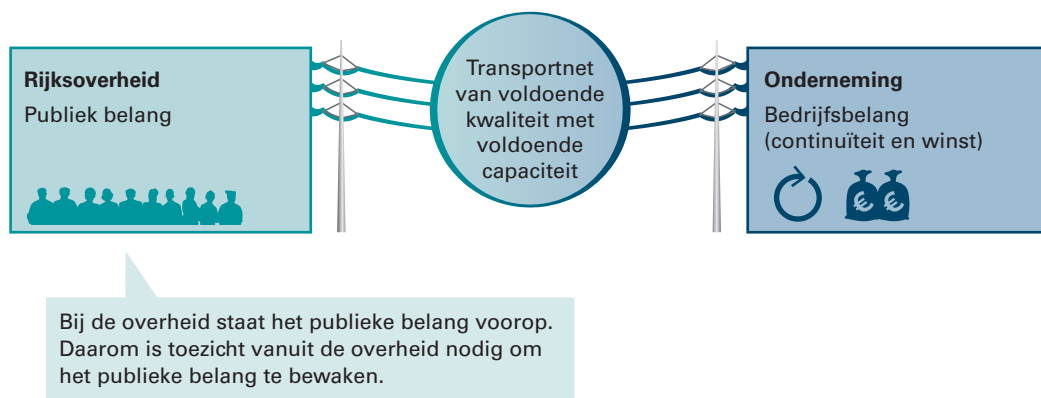 Rijksoverheid
Publiek belang
Transportnet
van voldoende
kwaliteit met
voldoende
capaciteit
Onderneming
Bedrijfsbelang
(continuïteit en winst)
€ €
Bij de overheid staat het publieke belang voorop.
Daarom is toezicht vanuit de overheid nodig om
het publieke belang te bewaken.